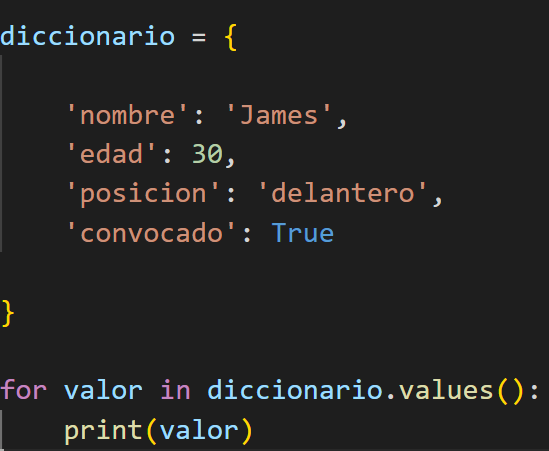 diccionario = {
    'nombre': 'James',
    'edad': 30,
    'posicion': 'delantero',
    'convocado': True
}
for valor in diccionario.values():
    print(valor)